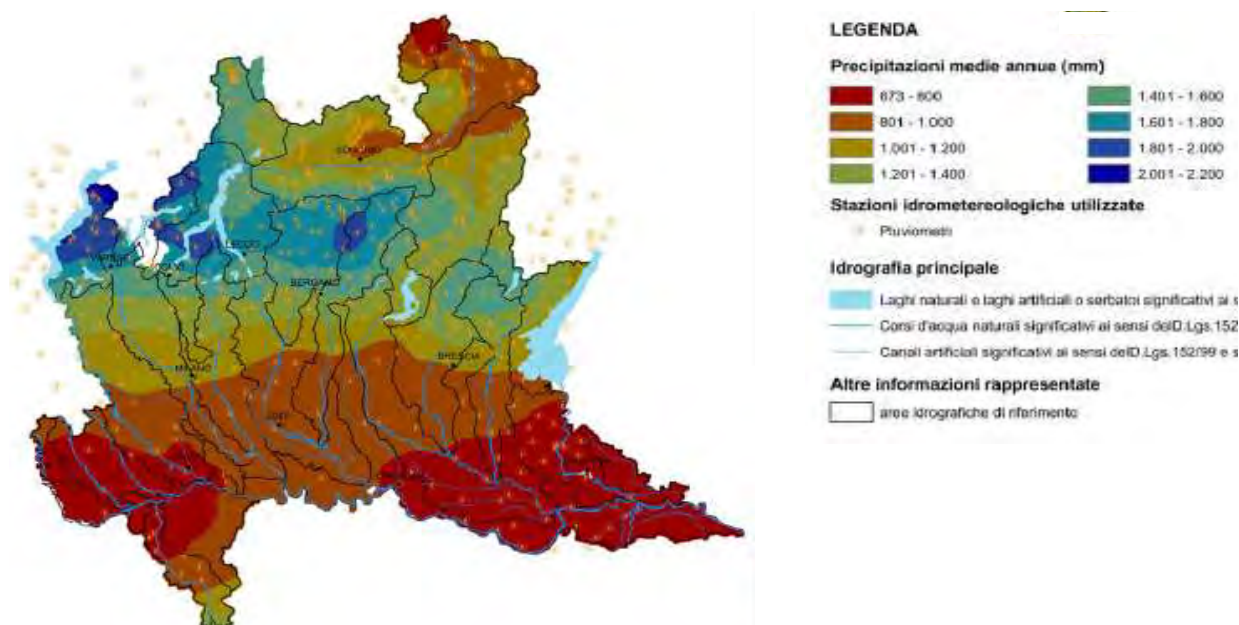 LEGENDA
Precipitazioni medie annue (mm)
673 - 800
801 - 1.000
1.001 - 1.200
1.201 - 1.400
1.401 - 1.600
1.601 - 1.800
1.801 - 2.000
2.001 - 2.200
Stazioni idrometereologiche utilizzate
Pluviometri
Idrografia principale
Laghi naturali o laghi artificiali o serbatoi significativi ai s
Corsi d'acqua naturali significativi ai sensi delD.Lgs.152
Canali artificiali significativi ai sensi delD.Lgs.152/99 e s
Altre informazioni rappresentate
aree idrografiche di riferimento
SONDRIO
LECCO
VARESE
BERGAMO
BRESCIA
MILANO